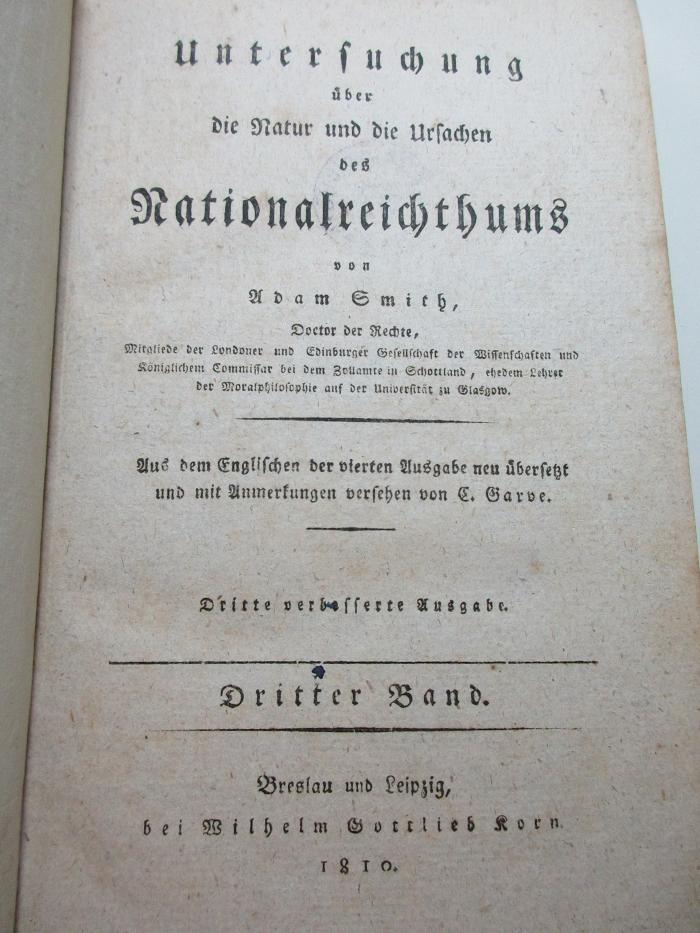 Untersuchung
über
die Natur und die Ursachen
des
Nationalreichthums
von
Adam Smith,
Doctor der Rechte,
Mitgliede der Londoner und Edinburger Gesellschaft der Wissenschaften und
Königlichem Commissar bei dem Zollamte in Schottland, ehedem Lehrer
der Moralphilosophie auf der Universität zu Glasgow.
Aus dem Englischen der vierten Ausgabe neu übersetzt
und mit Anmerkungen versehen von C. Garve.
Dritte verbesserte Ausgabe.
Dritter Band.
Breslau und Leipzig,
bei Wilhelm Gottlieb Korn
1810.